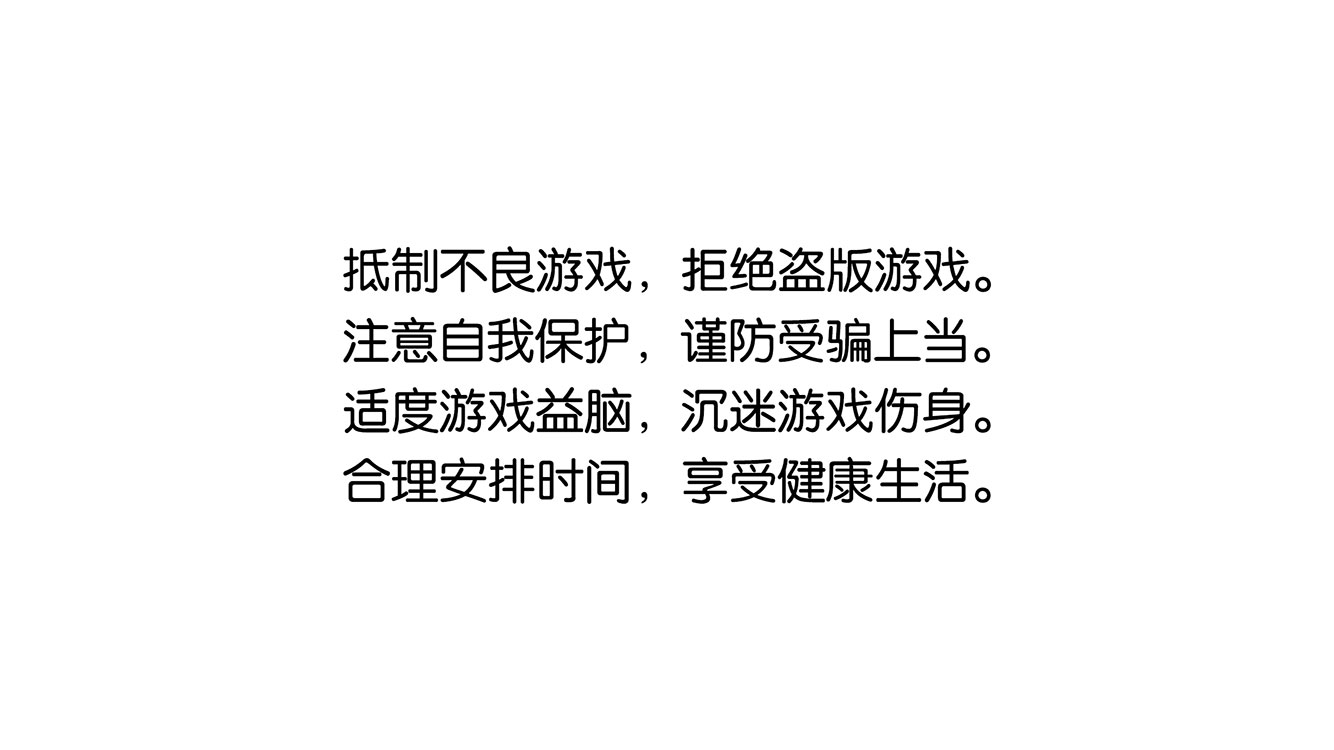 抵制不良游戏，拒绝盗版游戏。
注意自我保护，谨防受骗上当。
适度游戏益脑，沉迷游戏伤身。
合理安排时间，享受健康生活。